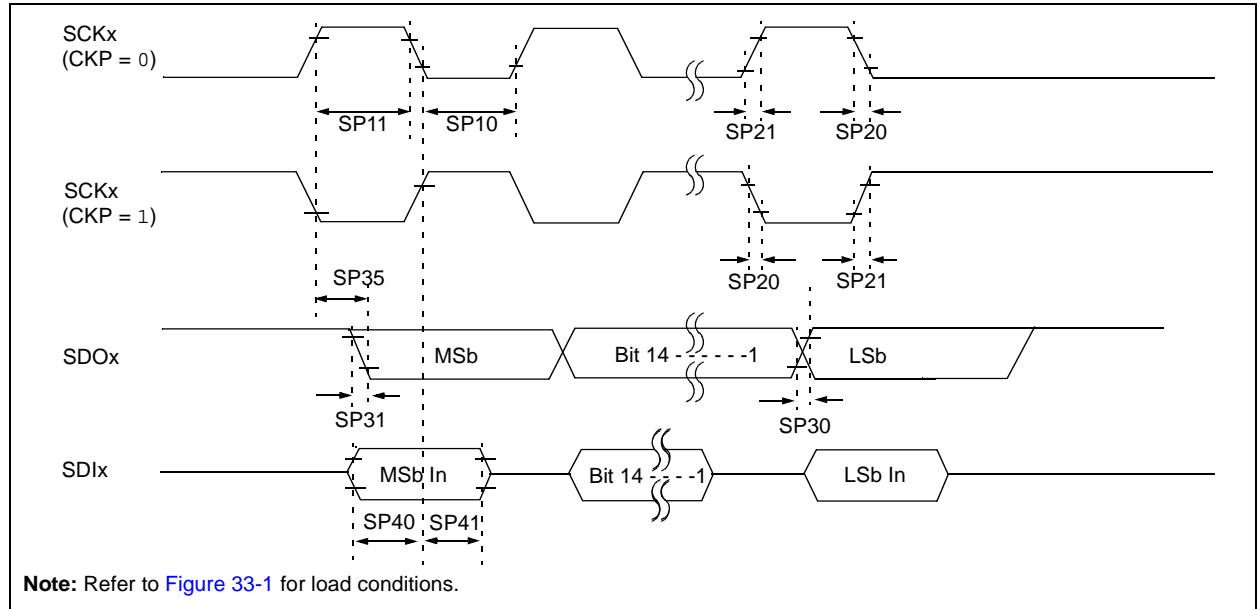 SCKx
(CKP = 0)
SP11
SP10
SP21
SP20
SCKx
(CKP = 1)
SP35
SP20
SP21
SDOx
MSb
Bit 14 - - - - - -1
LSb
SP31
SP30
SDIx
MSb In
Bit 14 - - - -1
LSb In
SP40
SP41
Note: Refer to Figure 33-1 for load conditions.